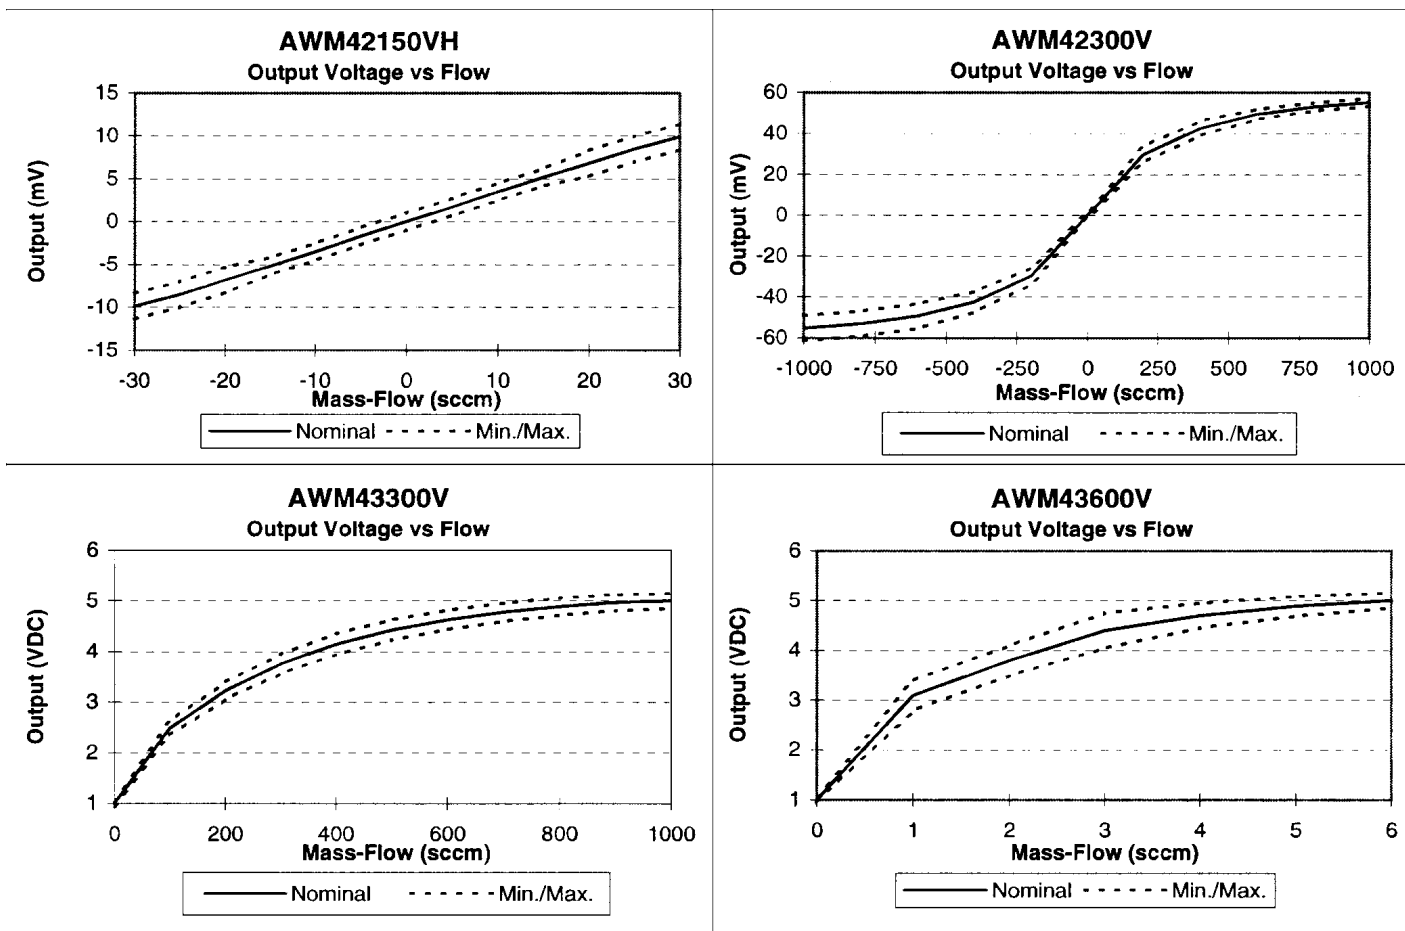 AWM42150VH
Output Voltage vs Flow
15
10
5
0
-5
-10
-15
Output (mV)
-30 -20 -10 0 10 20 30
Mass-Flow (sccm)
Nominal Min./Max.
AWM42300V
Output Voltage vs Flow
60
40
20
0
-20
-40
-60
Output (mV)
-1000 -750 -500 -250 0 250 500 750 1000
Mass-Flow (sccm)
Nominal Min./Max.
AWM43300V
Output Voltage vs Flow
6
5
4
3
2
1
Output (VDC)
0 200 400 600 800 1000
Mass-Flow (sccm)
Nominal Min./Max.
AWM43600V
Output Voltage vs Flow
6
5
4
3
2
1
Output (VDC)
0 1 2 3 4 5 6
Mass-Flow (sccm)
Nominal Min./Max.